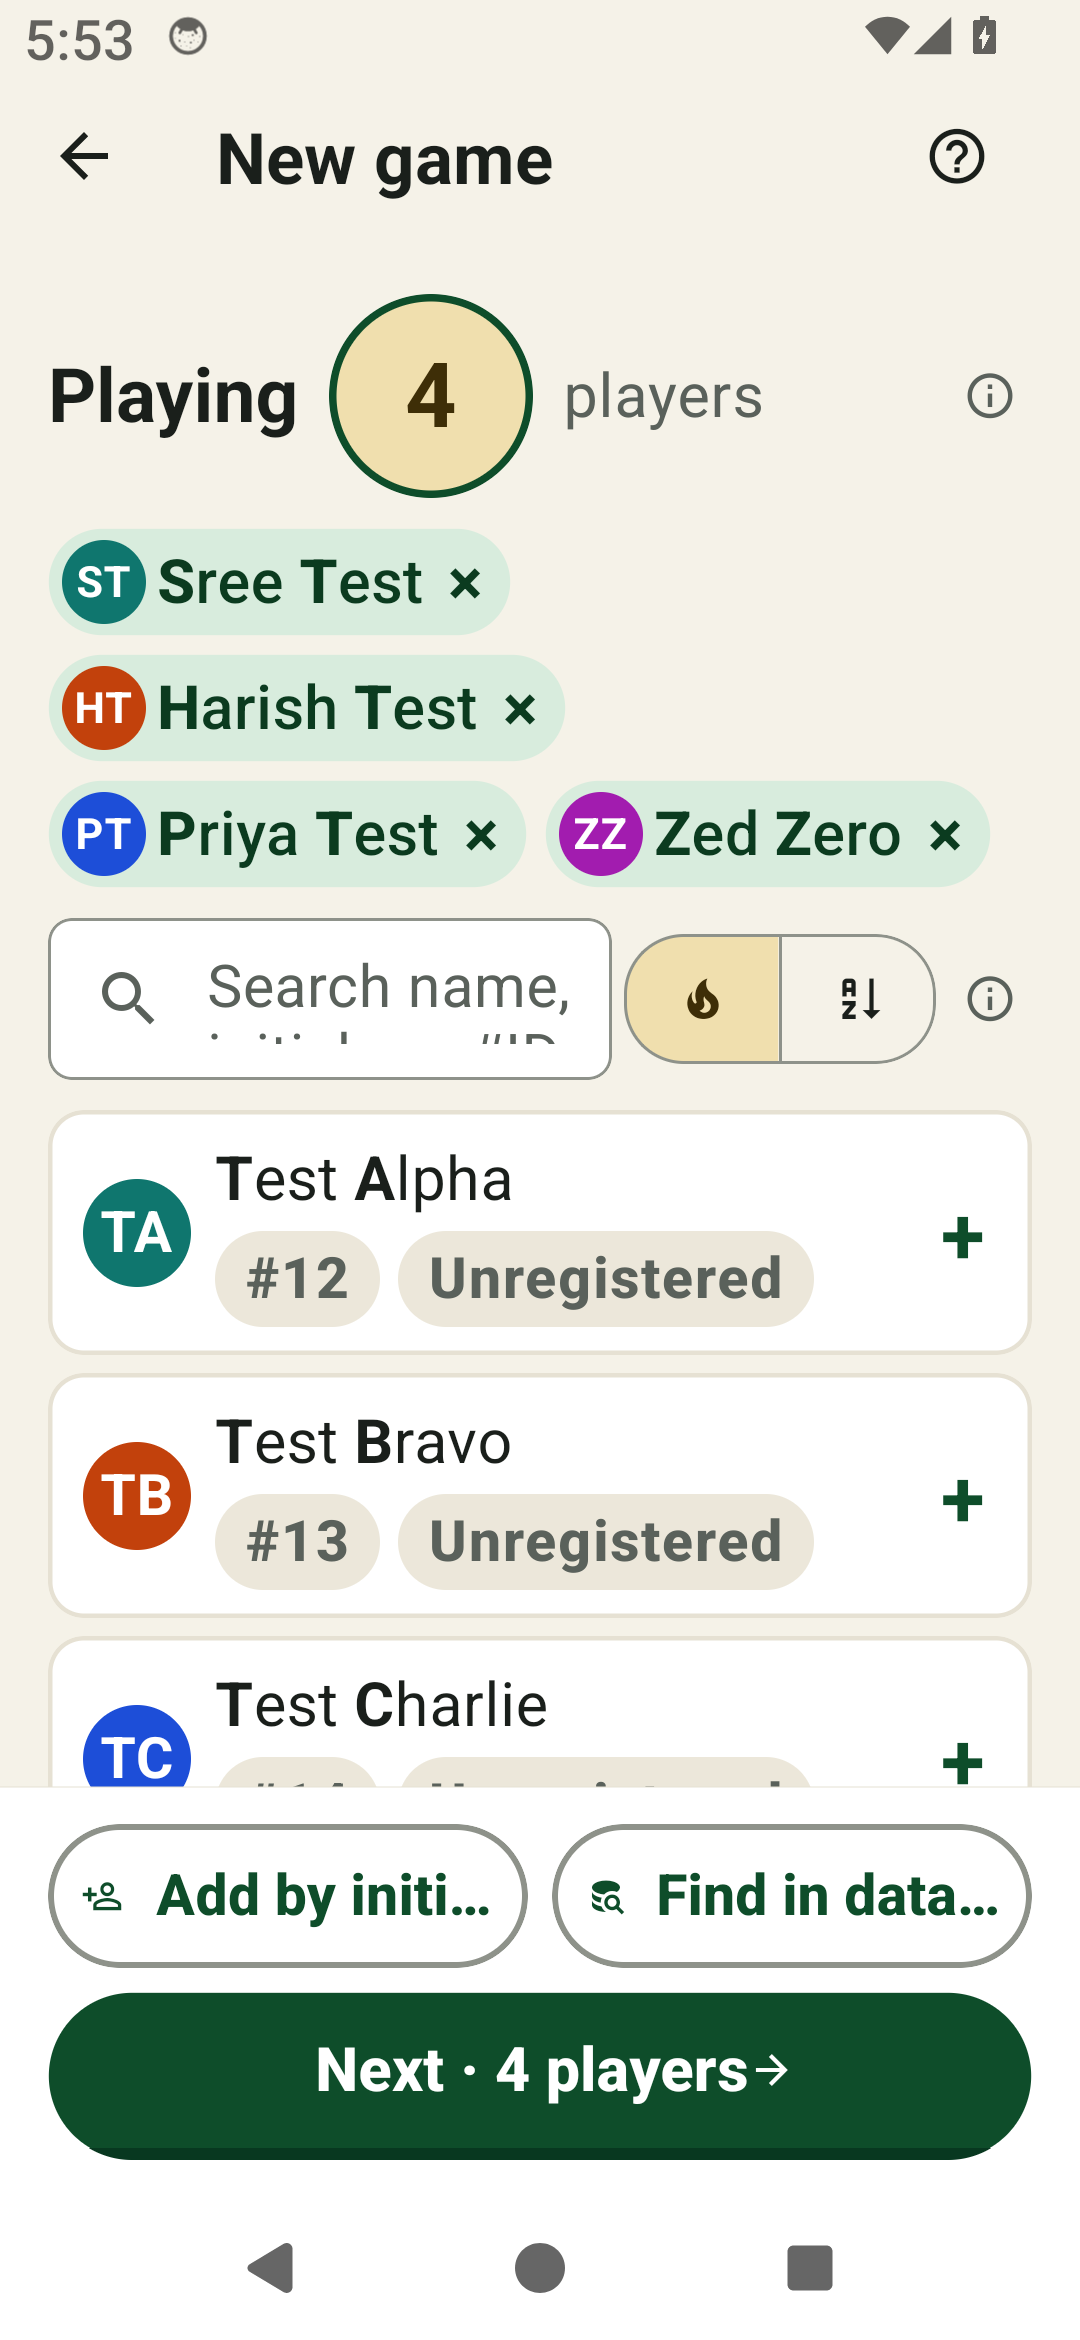 5:53
New game
Playing 4 players
ST Sree Test ×
HT Harish Test ×
PT Priya Test × ZZ Zed Zero ×
Search name,
AZ
Test Alpha
TA
#12 Unregistered
+
Test Bravo
TB
#13 Unregistered
+
Test Charlie
TC
+
Add by initi...
Find in data...
Next · 4 players→